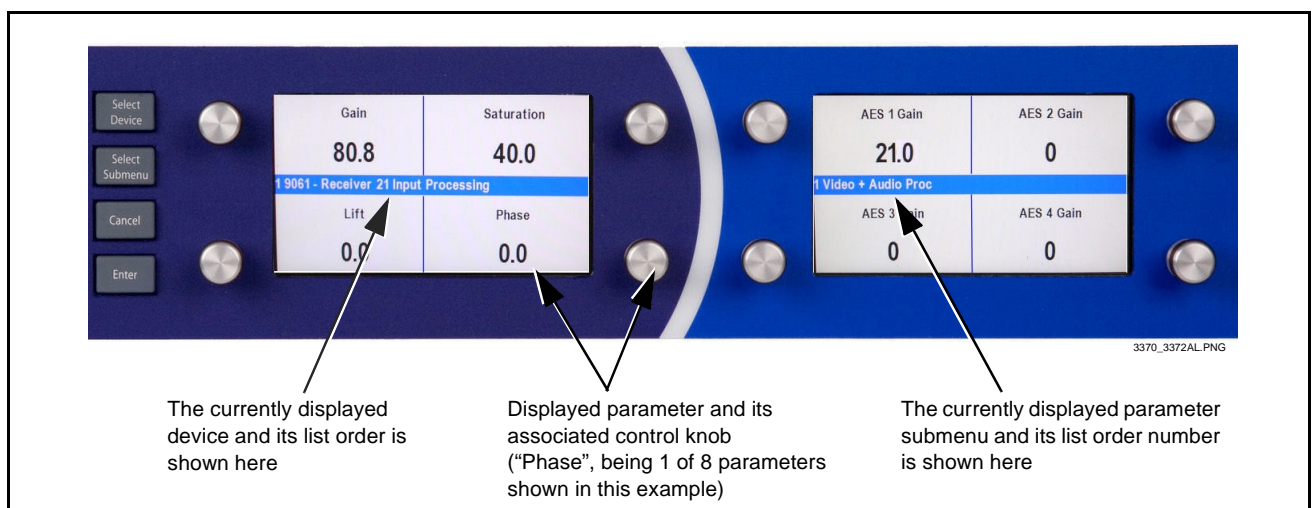 Select
Device
Select
Submenu
Cancel
Enter
Gain
Saturation
80.8
40.0
1 9061 - Receiver 21 Input Processing
Lift
Phase
0.0
0.0
AES 1 Gain
AES 2 Gain
21.0
0
1 Video + Audio Proc
AES 3 Gain
AES 4 Gain
0
0
3370_3372AL.PNG
The currently displayed
device and its list order is
shown here
Displayed parameter and its
associated control knob
(“Phase”, being 1 of 8 parameters
shown in this example)
The currently displayed parameter
submenu and its list order number
is shown here